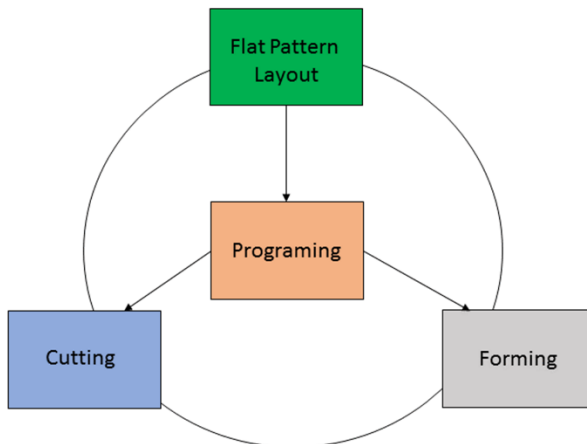 Flat Pattern
Layout
Programing
Cutting
Forming